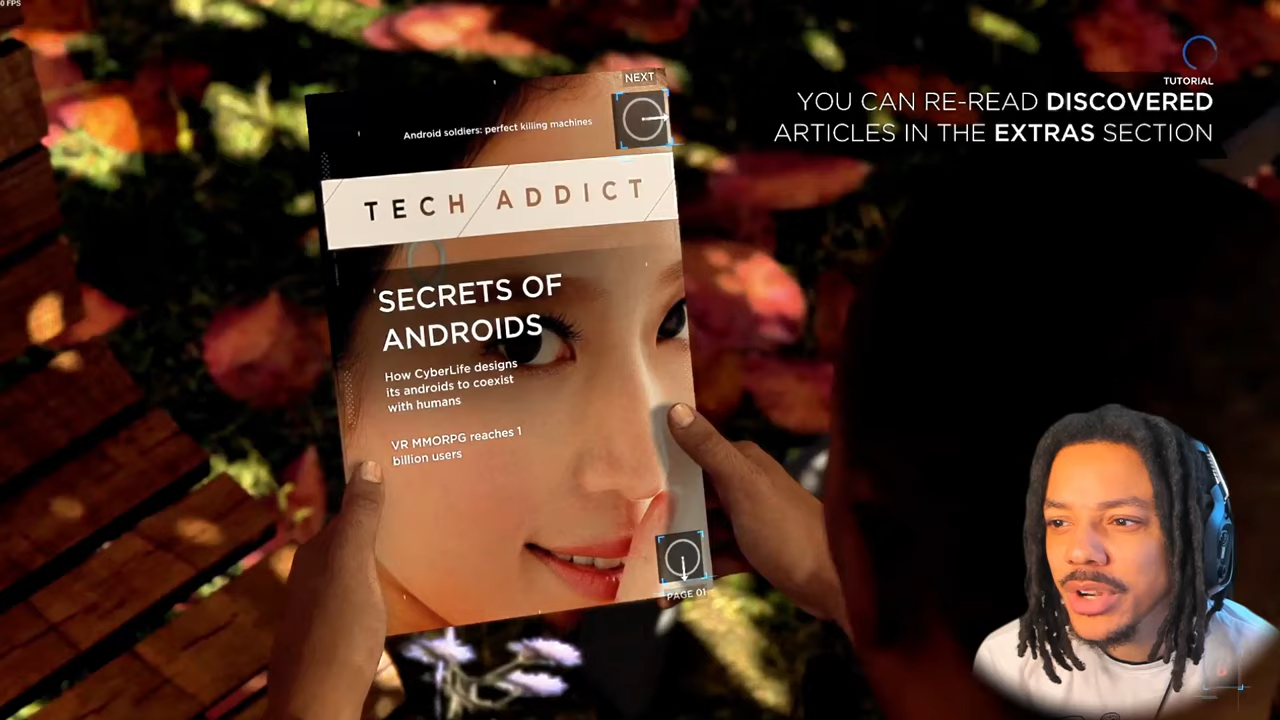 0 FPS
TUTORIAL
YOU CAN RE-READ DISCOVERED
ARTICLES IN THE EXTRAS SECTION
NEXT
Android soldiers: perfect killing machines
TECH ADDICT
SECRETS OF
ANDROIDS
How CyberLife designs
its androids to coexist
with humans
VR MMORPG reaches 1
billion users
PAGE 01